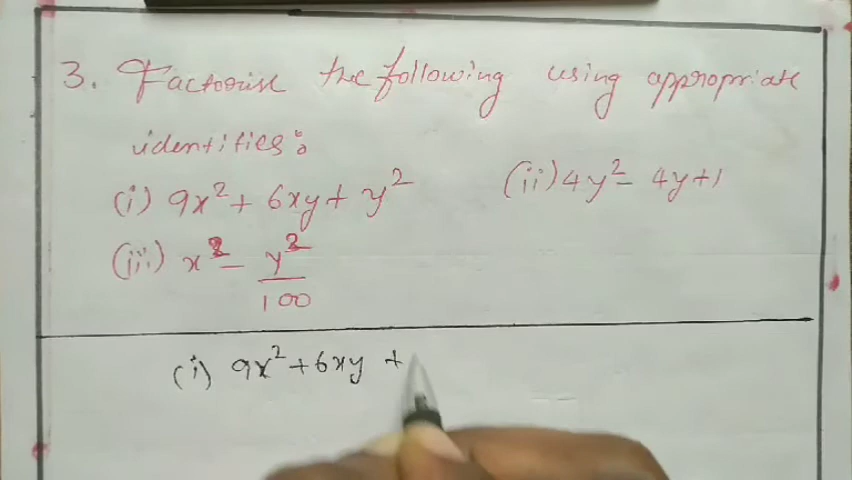 3. Factorise the following using appropriate
identities:
(i) 9x² + 6xy + y² (ii) 4y² - 4y + 1
(iii) x² - y²/100
(i) 9x² + 6xy +